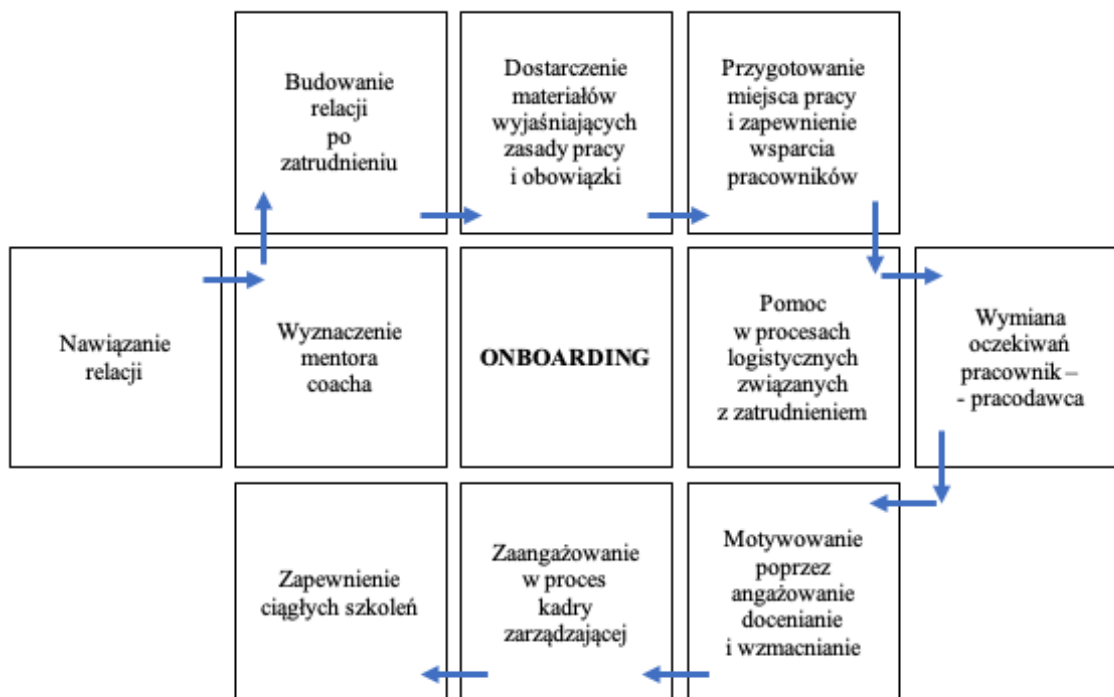 Budowanie
relacji
po
zatrudnieniu
Dostarczenie
materiałów
wyjaśniających
zasady pracy
i obowiązki
Przygotowanie
miejsca pracy
i zapewnienie
wsparcia
pracowników
Nawiązanie
relacji
Wyznaczenie
mentora
coacha
ONBOARDING
Pomoc
w procesach
logistycznych
związanych
z zatrudnieniem
Wymiana
oczekiwań
pracownik –
- pracodawca
Zapewnienie
ciągłych szkoleń
Zaangażowanie
w proces
kadry
zarządzającej
Motywowanie
poprzez
angażowanie
docenianie
i wzmacnianie